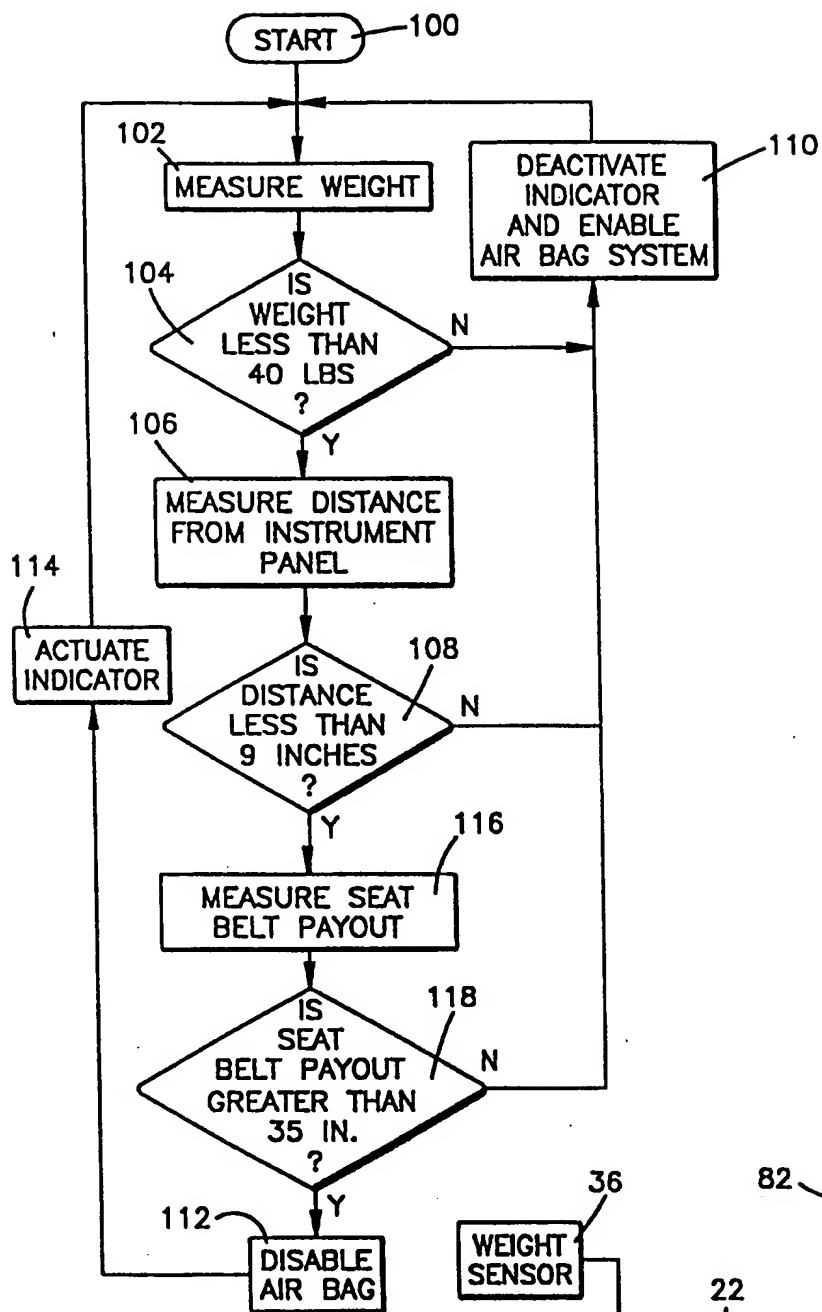 START
100
102
MEASURE WEIGHT
110
DEACTIVATE
INDICATOR
AND ENABLE
AIR BAG SYSTEM
104
IS
WEIGHT
LESS THAN
40 LBS
?
N
Y
106
MEASURE DISTANCE
FROM INSTRUMENT
PANEL
114
ACTUATE
INDICATOR
108
IS
DISTANCE
LESS THAN
9 INCHES
?
N
Y
116
MEASURE SEAT
BELT PAYOUT
118
IS
SEAT
BELT PAYOUT
GREATER THAN
35 IN.
?
N
Y
112
DISABLE
AIR BAG
36
WEIGHT
SENSOR
82
22